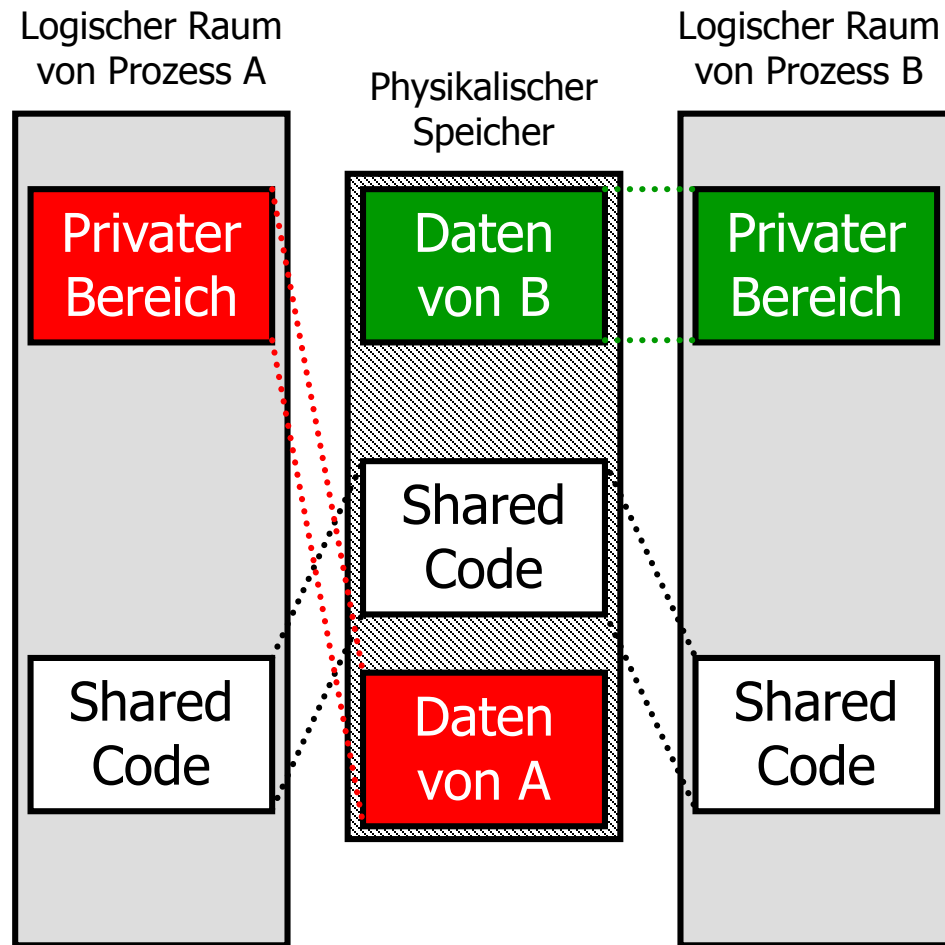 Logischer Raum
von Prozess A
Physikalischer
Speicher
Logischer Raum
von Prozess B
Privater
Bereich
Daten
von B
Privater
Bereich
Shared
Code
Shared
Code
Daten
von A
Shared
Code